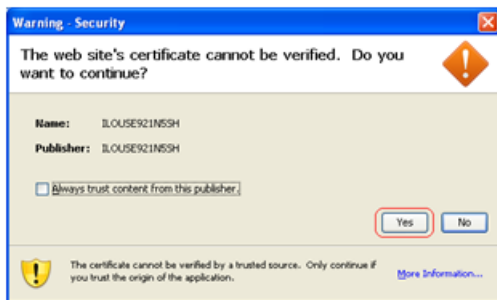 Warning - Security
The web site's certificate cannot be verified. Do you
want to continue?
Name: ILOUSE921N5SH
Publisher: ILOUSE921N5SH
Always trust content from this publisher.
Yes No
The certificate cannot be verified by a trusted source. Only continue if
you trust the origin of the application.
More Information...